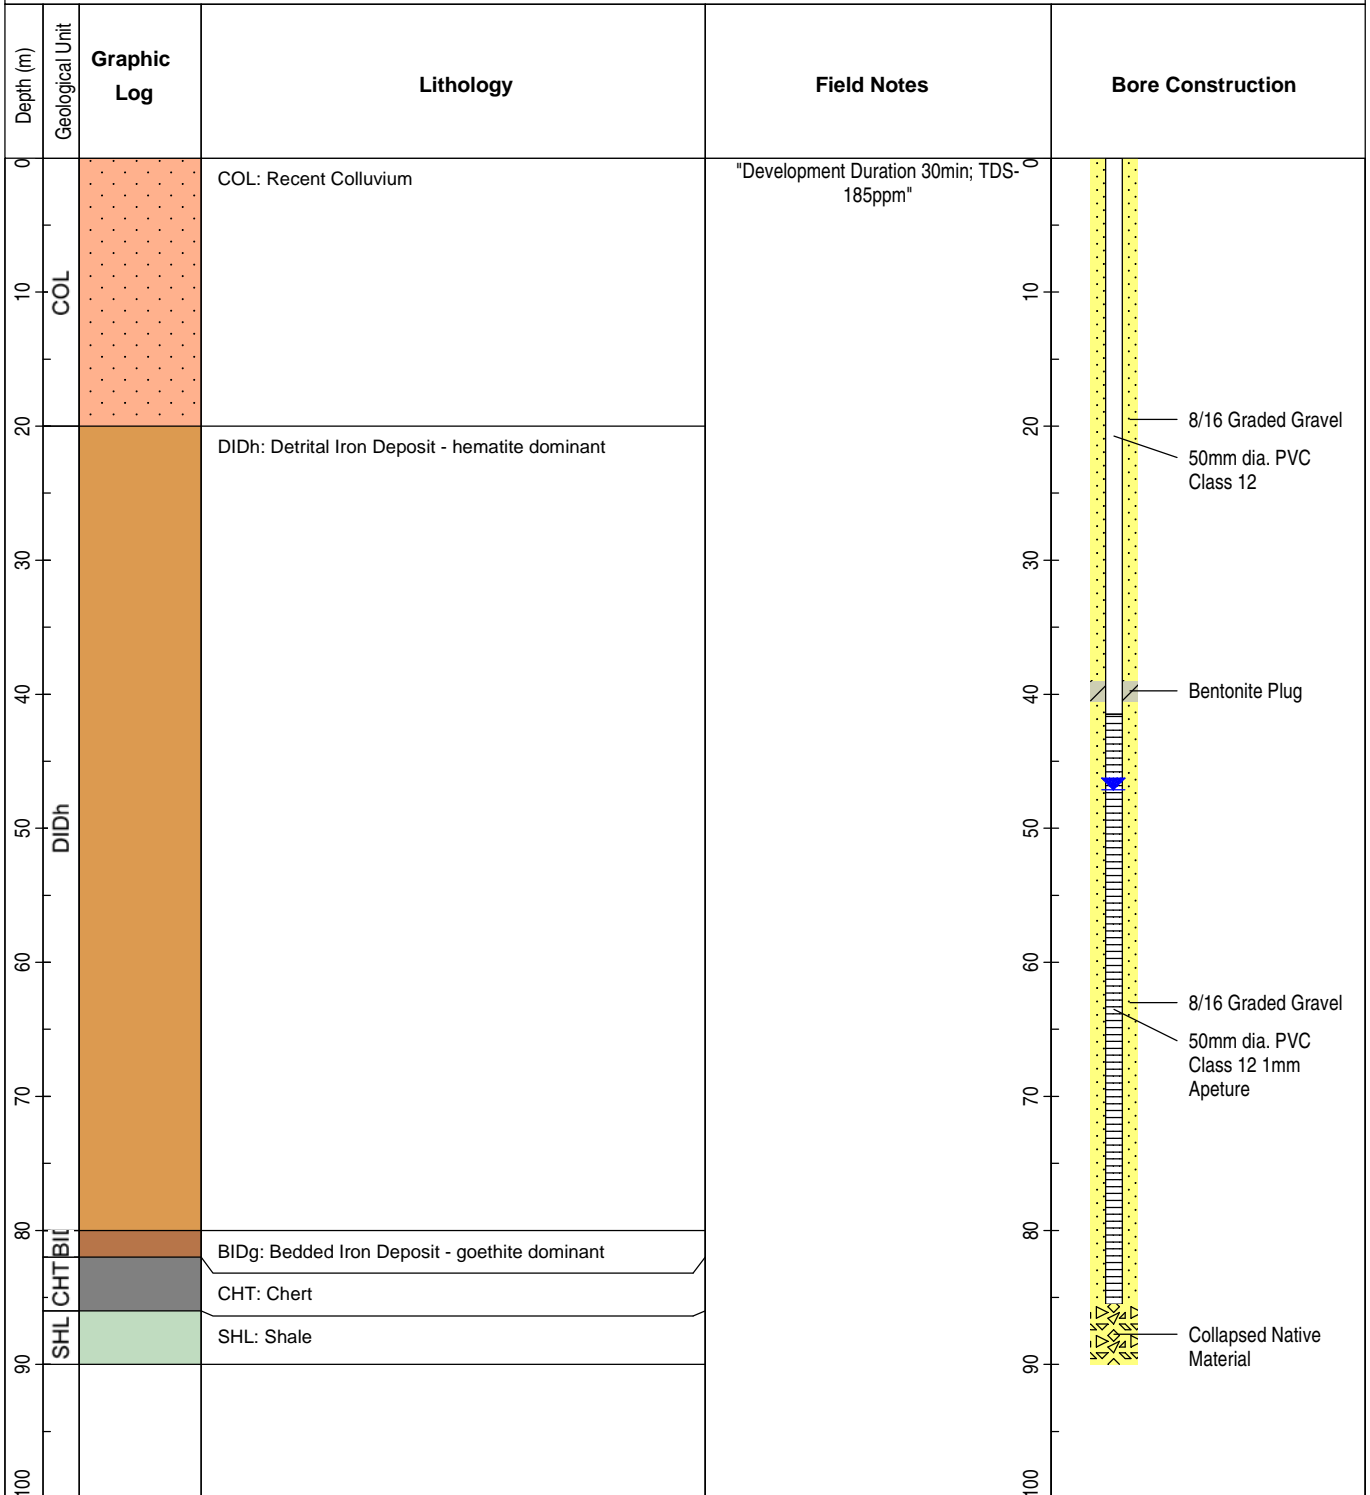 Depth (m)
Geological Unit
Graphic
Log
Lithology
Field Notes
Bore Construction
0
10
20
30
40
50
60
70
80
90
100
COL
DIDh
BID
CHT
SHL
COL: Recent Colluvium
DIDh: Detrital Iron Deposit - hematite dominant
BIDg: Bedded Iron Deposit - goethite dominant
CHT: Chert
SHL: Shale
"Development Duration 30min; TDS-
185ppm"
0
10
20
30
40
50
60
70
80
90
100
8/16 Graded Gravel
50mm dia. PVC
Class 12
Bentonite Plug
8/16 Graded Gravel
50mm dia. PVC
Class 12 1mm
Apeture
Collapsed Native
Material